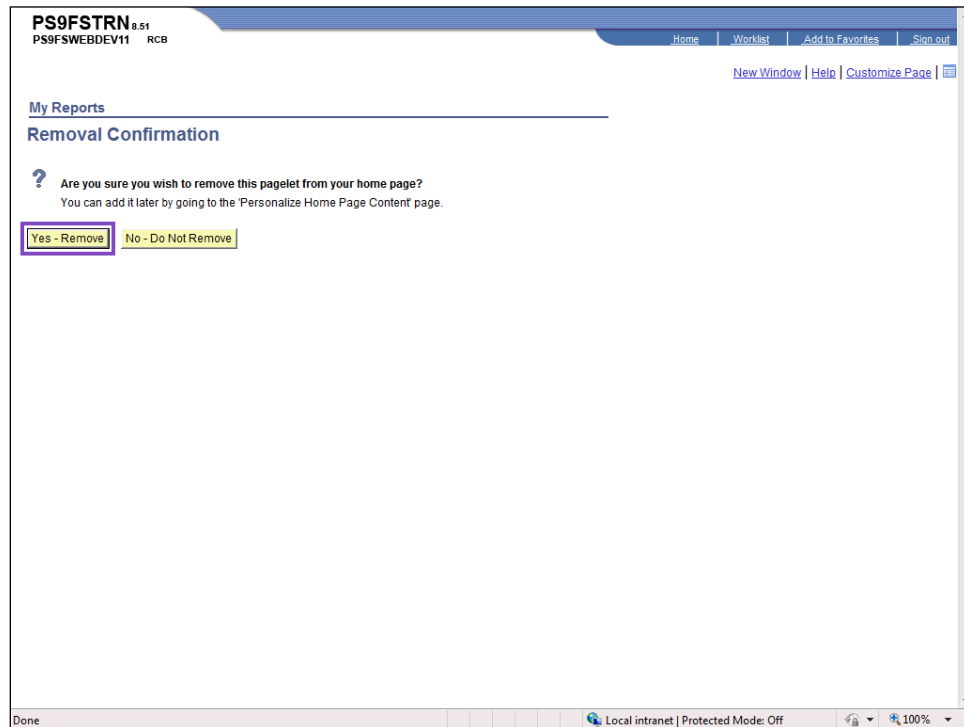 PS9FSTRN 8.51
PS9FSWEBDEV11 RCB
Home Worklist Add to Favorites Sign out
New Window | Help | Customize Page |
My Reports
Removal Confirmation
? Are you sure you wish to remove this pagelet from your home page?
You can add it later by going to the 'Personalize Home Page Content' page.
Yes - Remove No - Do Not Remove
Done Local intranet | Protected Mode: Off 100%